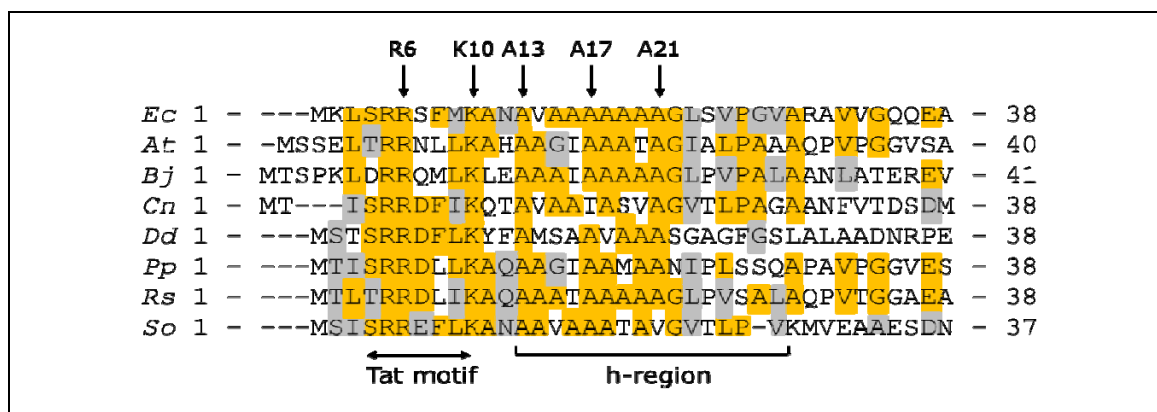 R6 K10 A13 A17 A21
Ec 1 – ---MKLSRRSFMKANAVAAAAAAAGLSVPGVARAVVGQQEA – 38
At 1 – -MSSELTRRNLLKAHAAGIAAATAGIALPAAAQPVPGGVSA – 40
Bj 1 – MTSPKLDRRQMLKLEAAAIAAAAAGLPVPALAANLATEREV – 41
Cn 1 – MT---ISRRDFIKQTAVAATASVAGVTLPAGAANFVTDSDM – 38
Dd 1 – ---MSTSRRDFLKYFAMSAAVAAASGAGFGSLALAADNRPE – 38
Pp 1 – ---MTISRRDLLKAQAAGIAAMAANIPLSSQAPAVPGGVES – 38
Rs 1 – ---MTLTRRDLIKAQAAATAAAAAGLPVSALAQPVTGGAEA – 38
So 1 – ---MSISRREFLKANAAVAAATAVGVTLP-VKMVEAAESDN – 37
Tat motif h-region